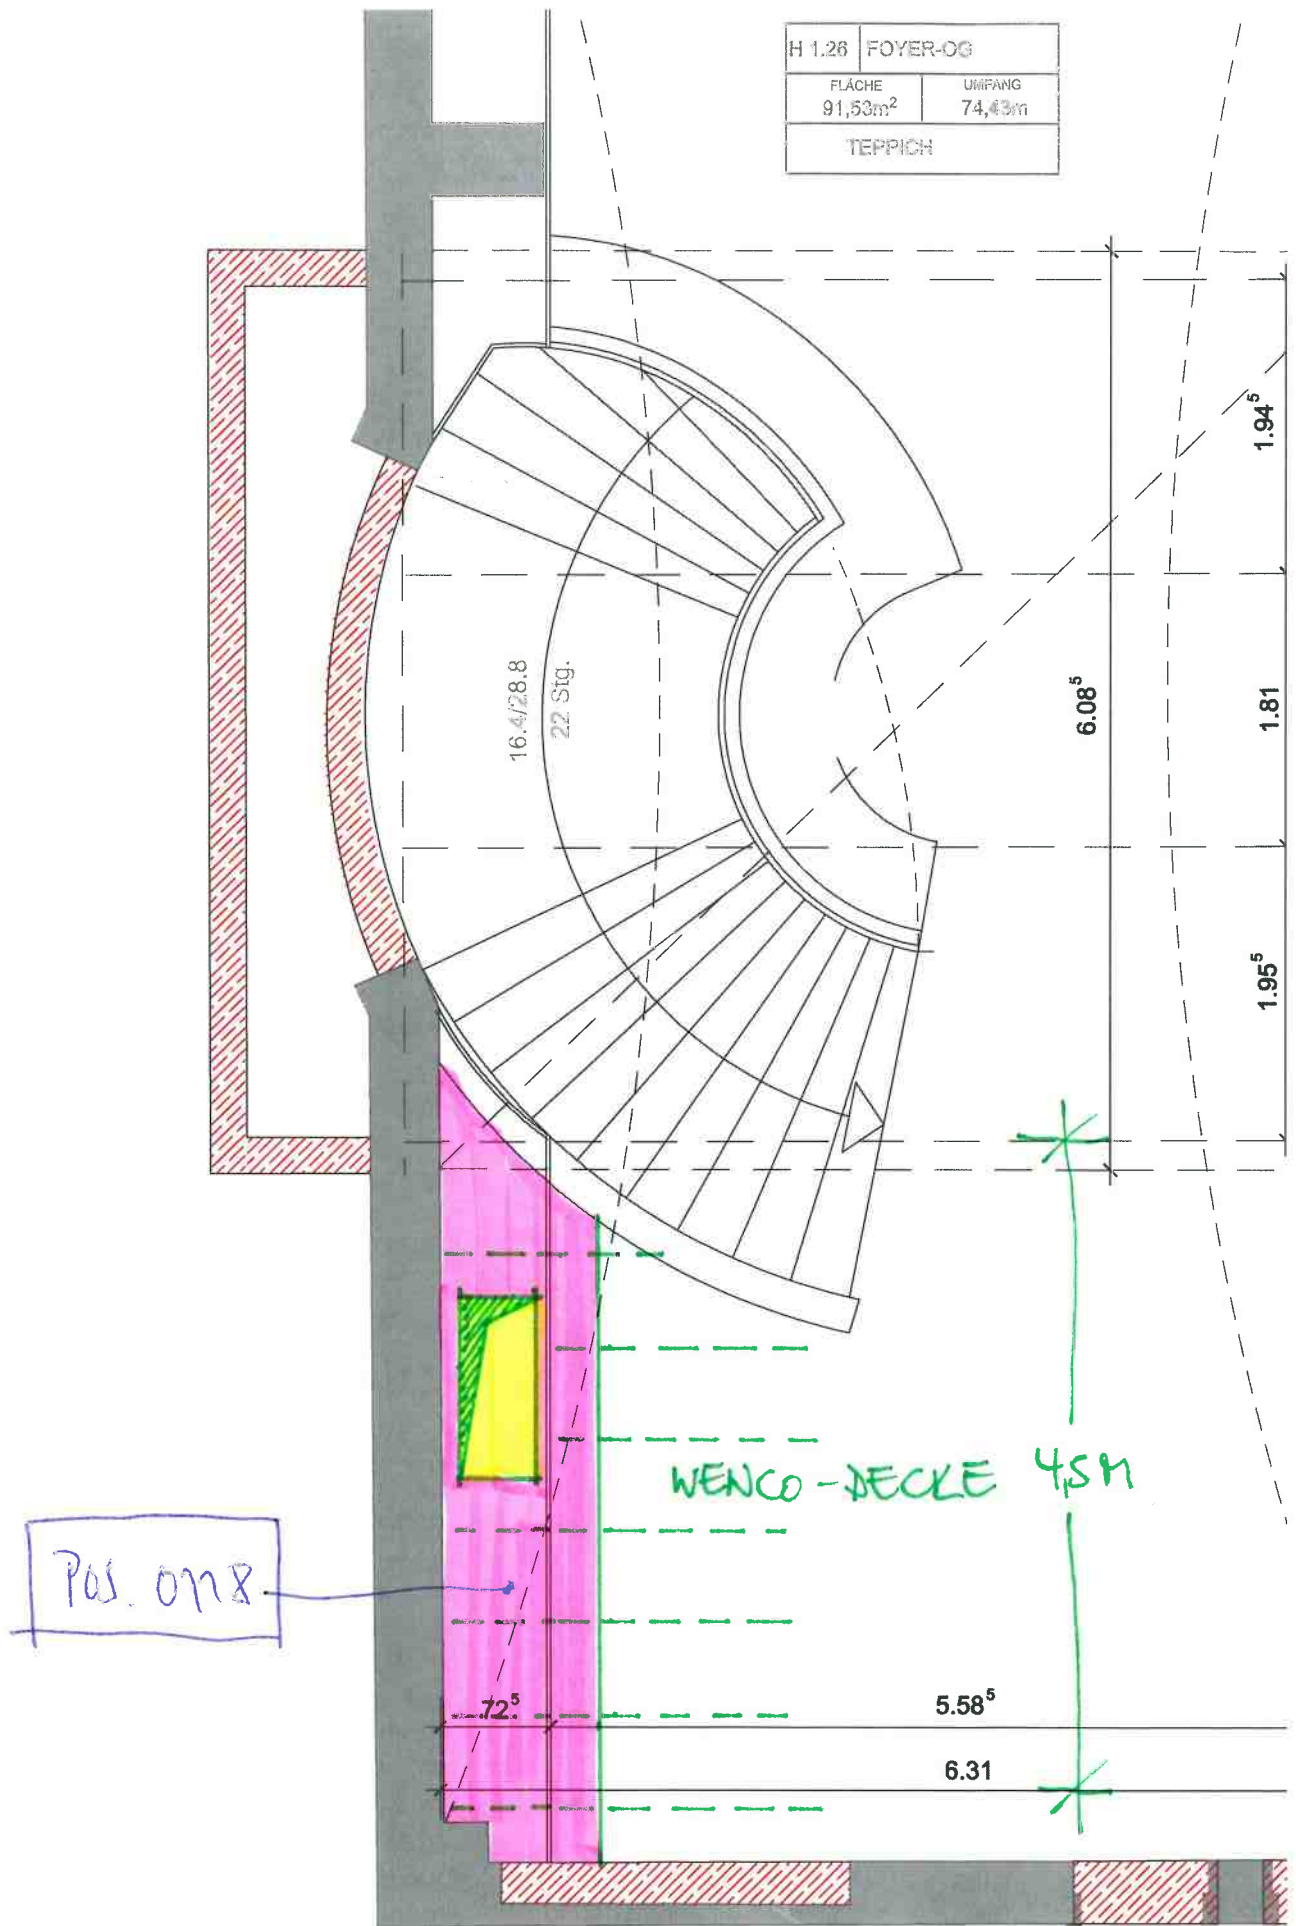 H 1.26 FOYER-OG
FLÄCHE UMFANG
91,53m² 74,43m
TEPPICH
1.94⁵
16.4/28.8
22 Stg.
6.08⁵
1.81
1.95⁵
WENCO-DECKE 4,5M
POS. 0118
72⁵ 5.58⁵
6.31